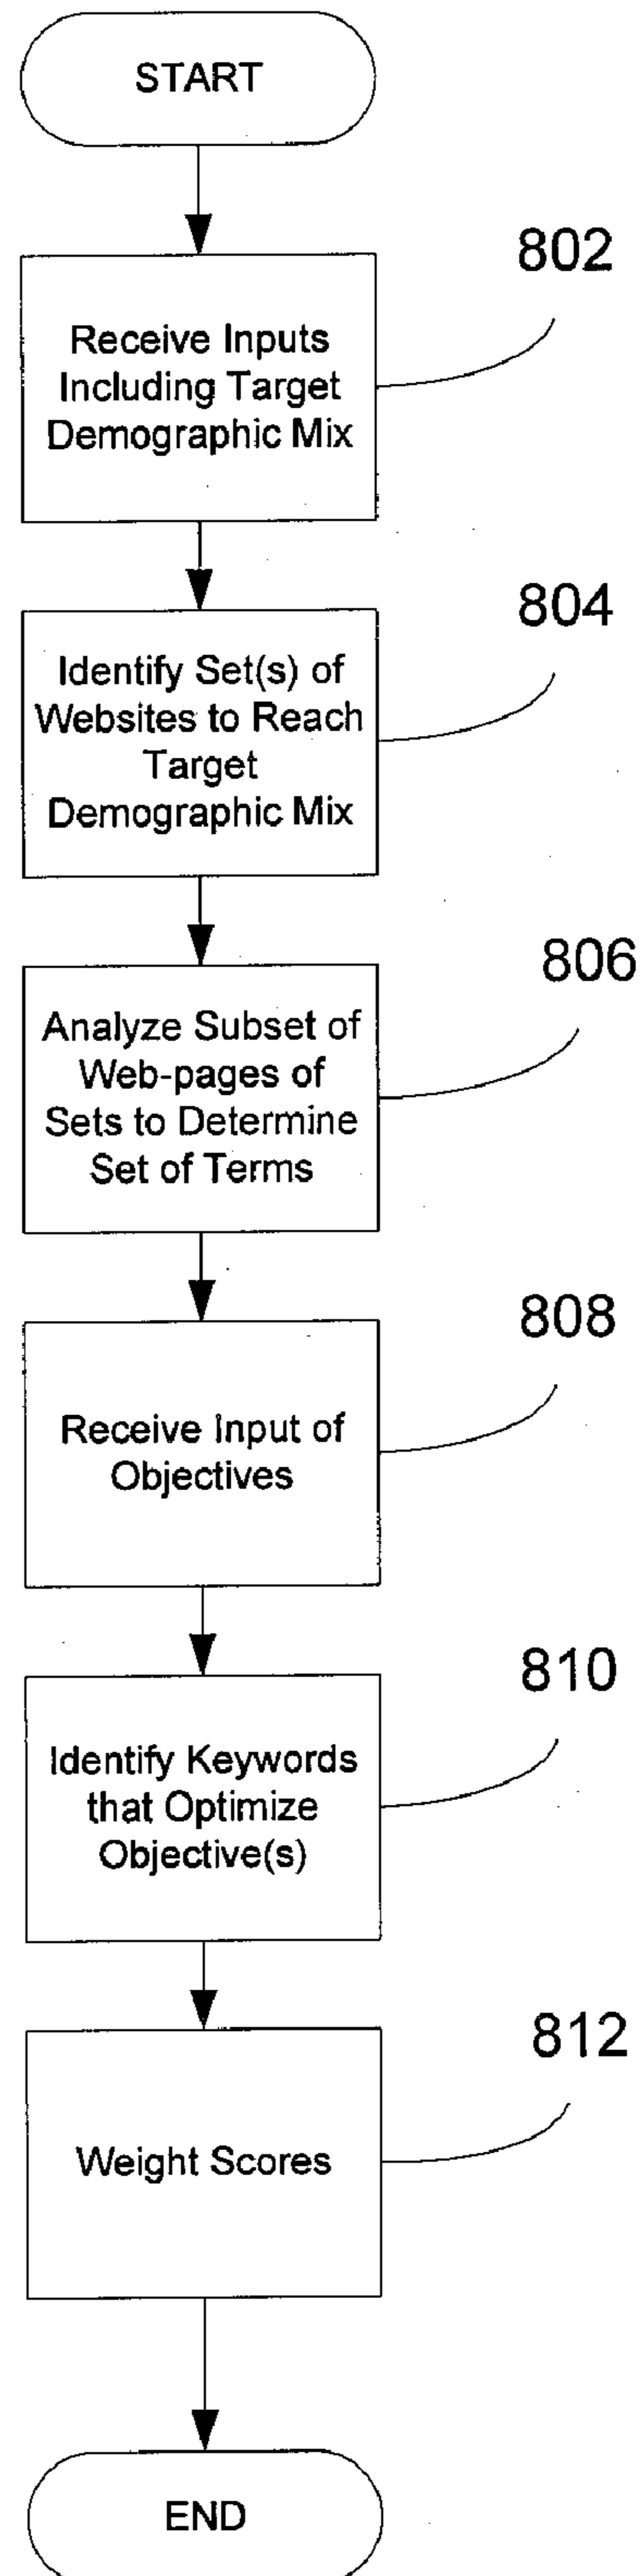 START
802
Receive Inputs
Including Target
Demographic Mix
804
Identify Set(s) of
Websites to Reach
Target
Demographic Mix
806
Analyze Subset of
Web-pages of
Sets to Determine
Set of Terms
808
Receive Input of
Objectives
810
Identify Keywords
that Optimize
Objective(s)
812
Weight Scores
END